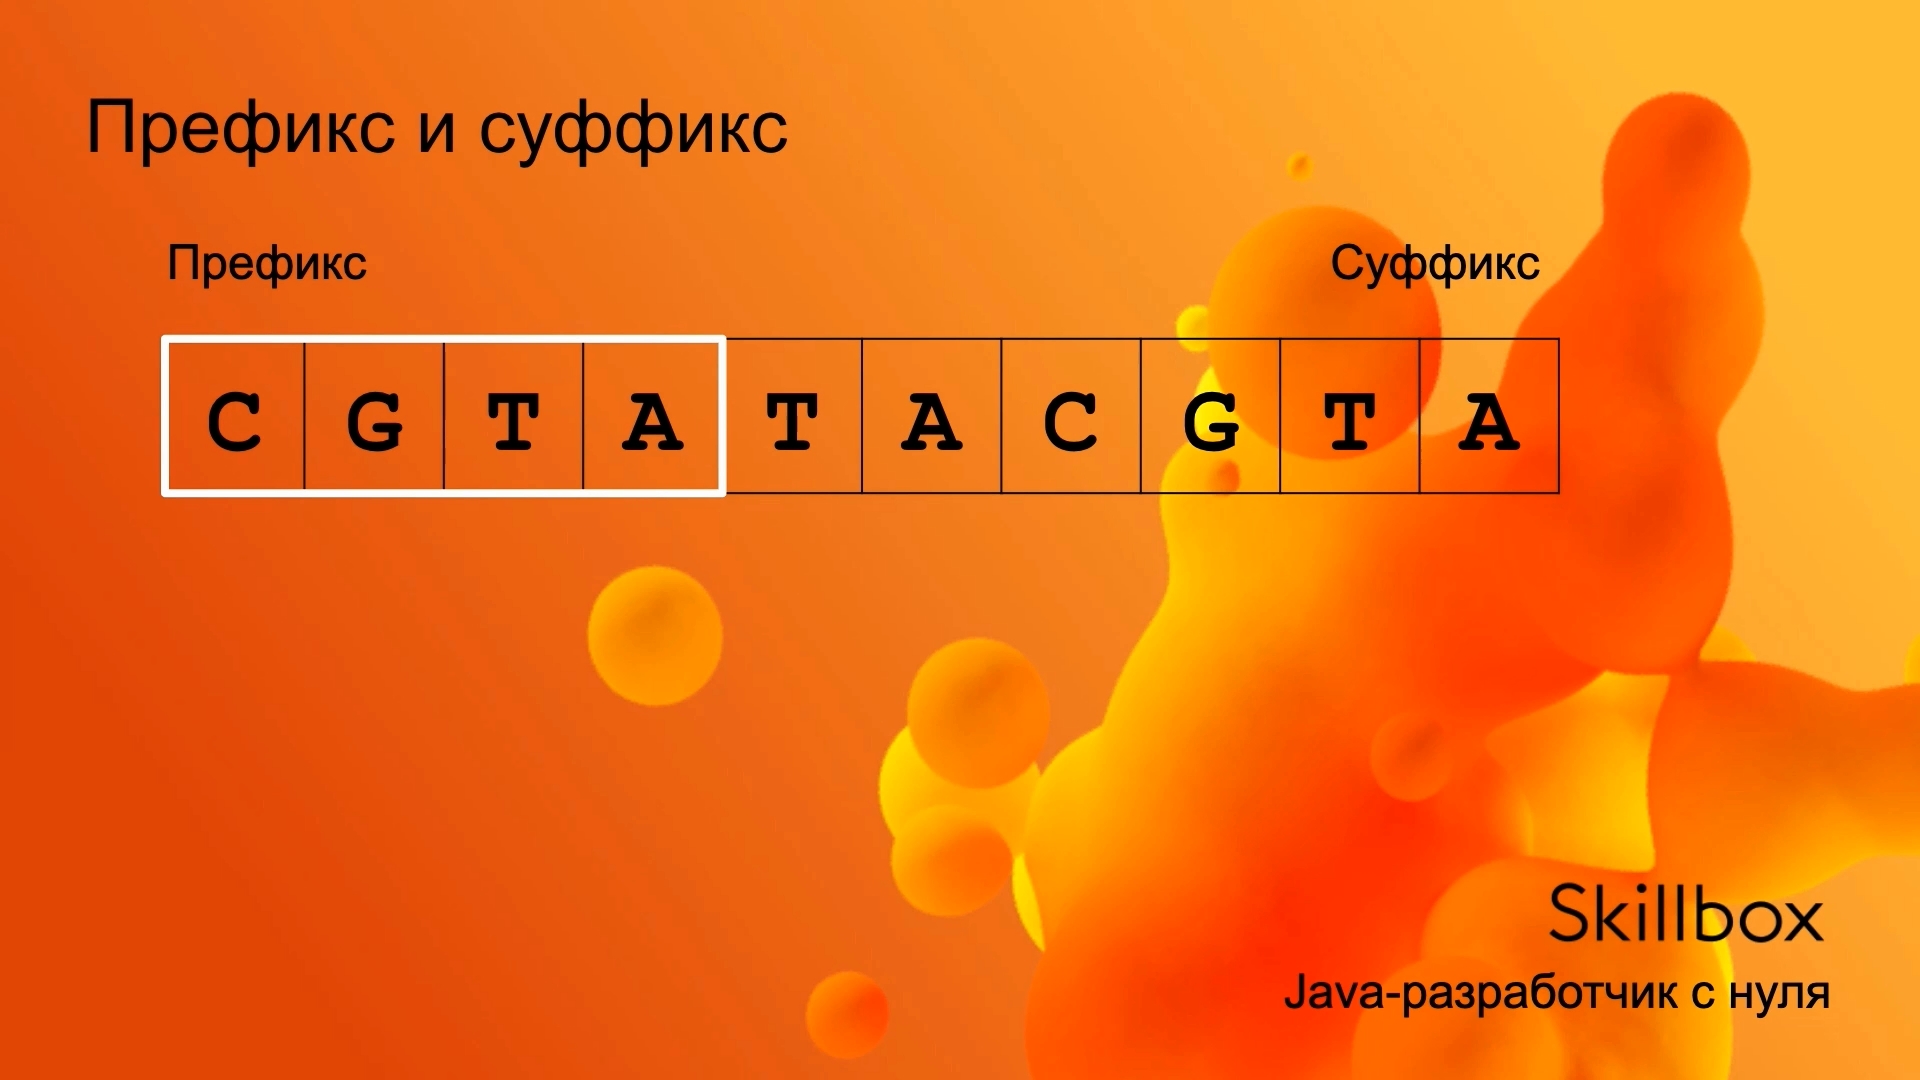 Префикс и суффикс
Префикс Суффикс
C G T A T A C G T A
Skillbox
Java-разработчик с нуля